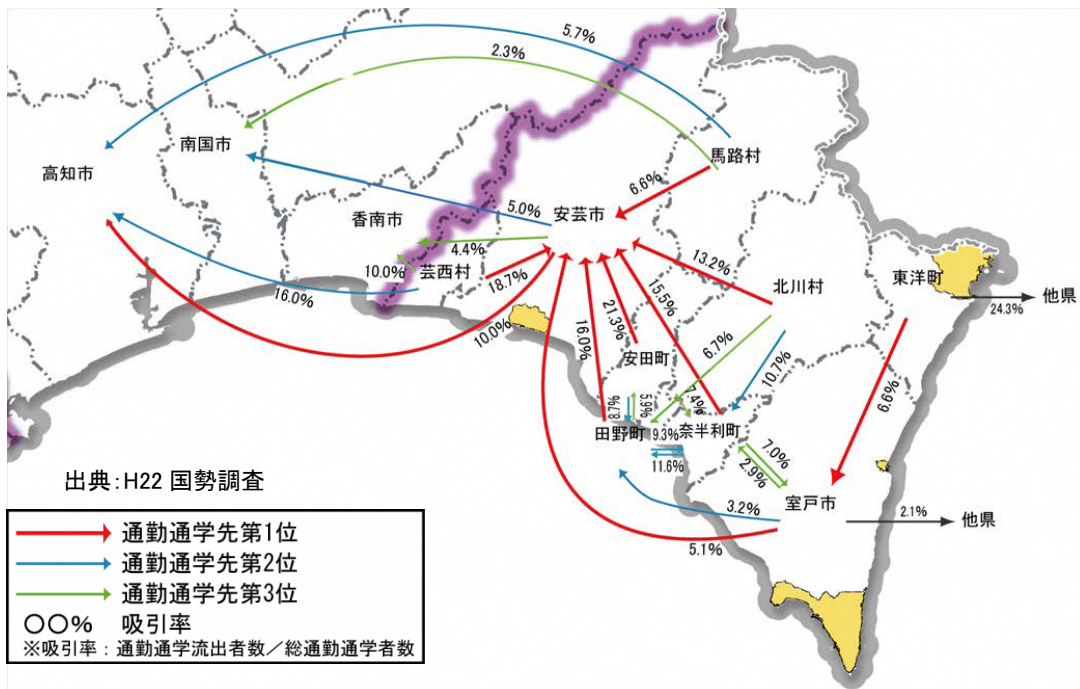 5.7%
2.3%
南国市
高知市
馬路村
6.6%
安芸市
5.0%
香南市
4.4%
13.2%
東洋町
北川村
10.0%
芸西村
18.7%
15.5%
他県
24.3%
16.0%
10.0%
16.0%
21.3%
6.7%
安田町
10.7%
7.4%
6.6%
8.7%
5.9%
田野町
9.3%
奈半利町
11.6%
7.0%
2.9%
出典：H22 国勢調査
室戸市
3.2%
2.1%
他県
5.1%
通勤通学先第1位
通勤通学先第2位
通勤通学先第3位
○○% 吸引率
※吸引率：通勤通学流出者数／総通勤通学者数